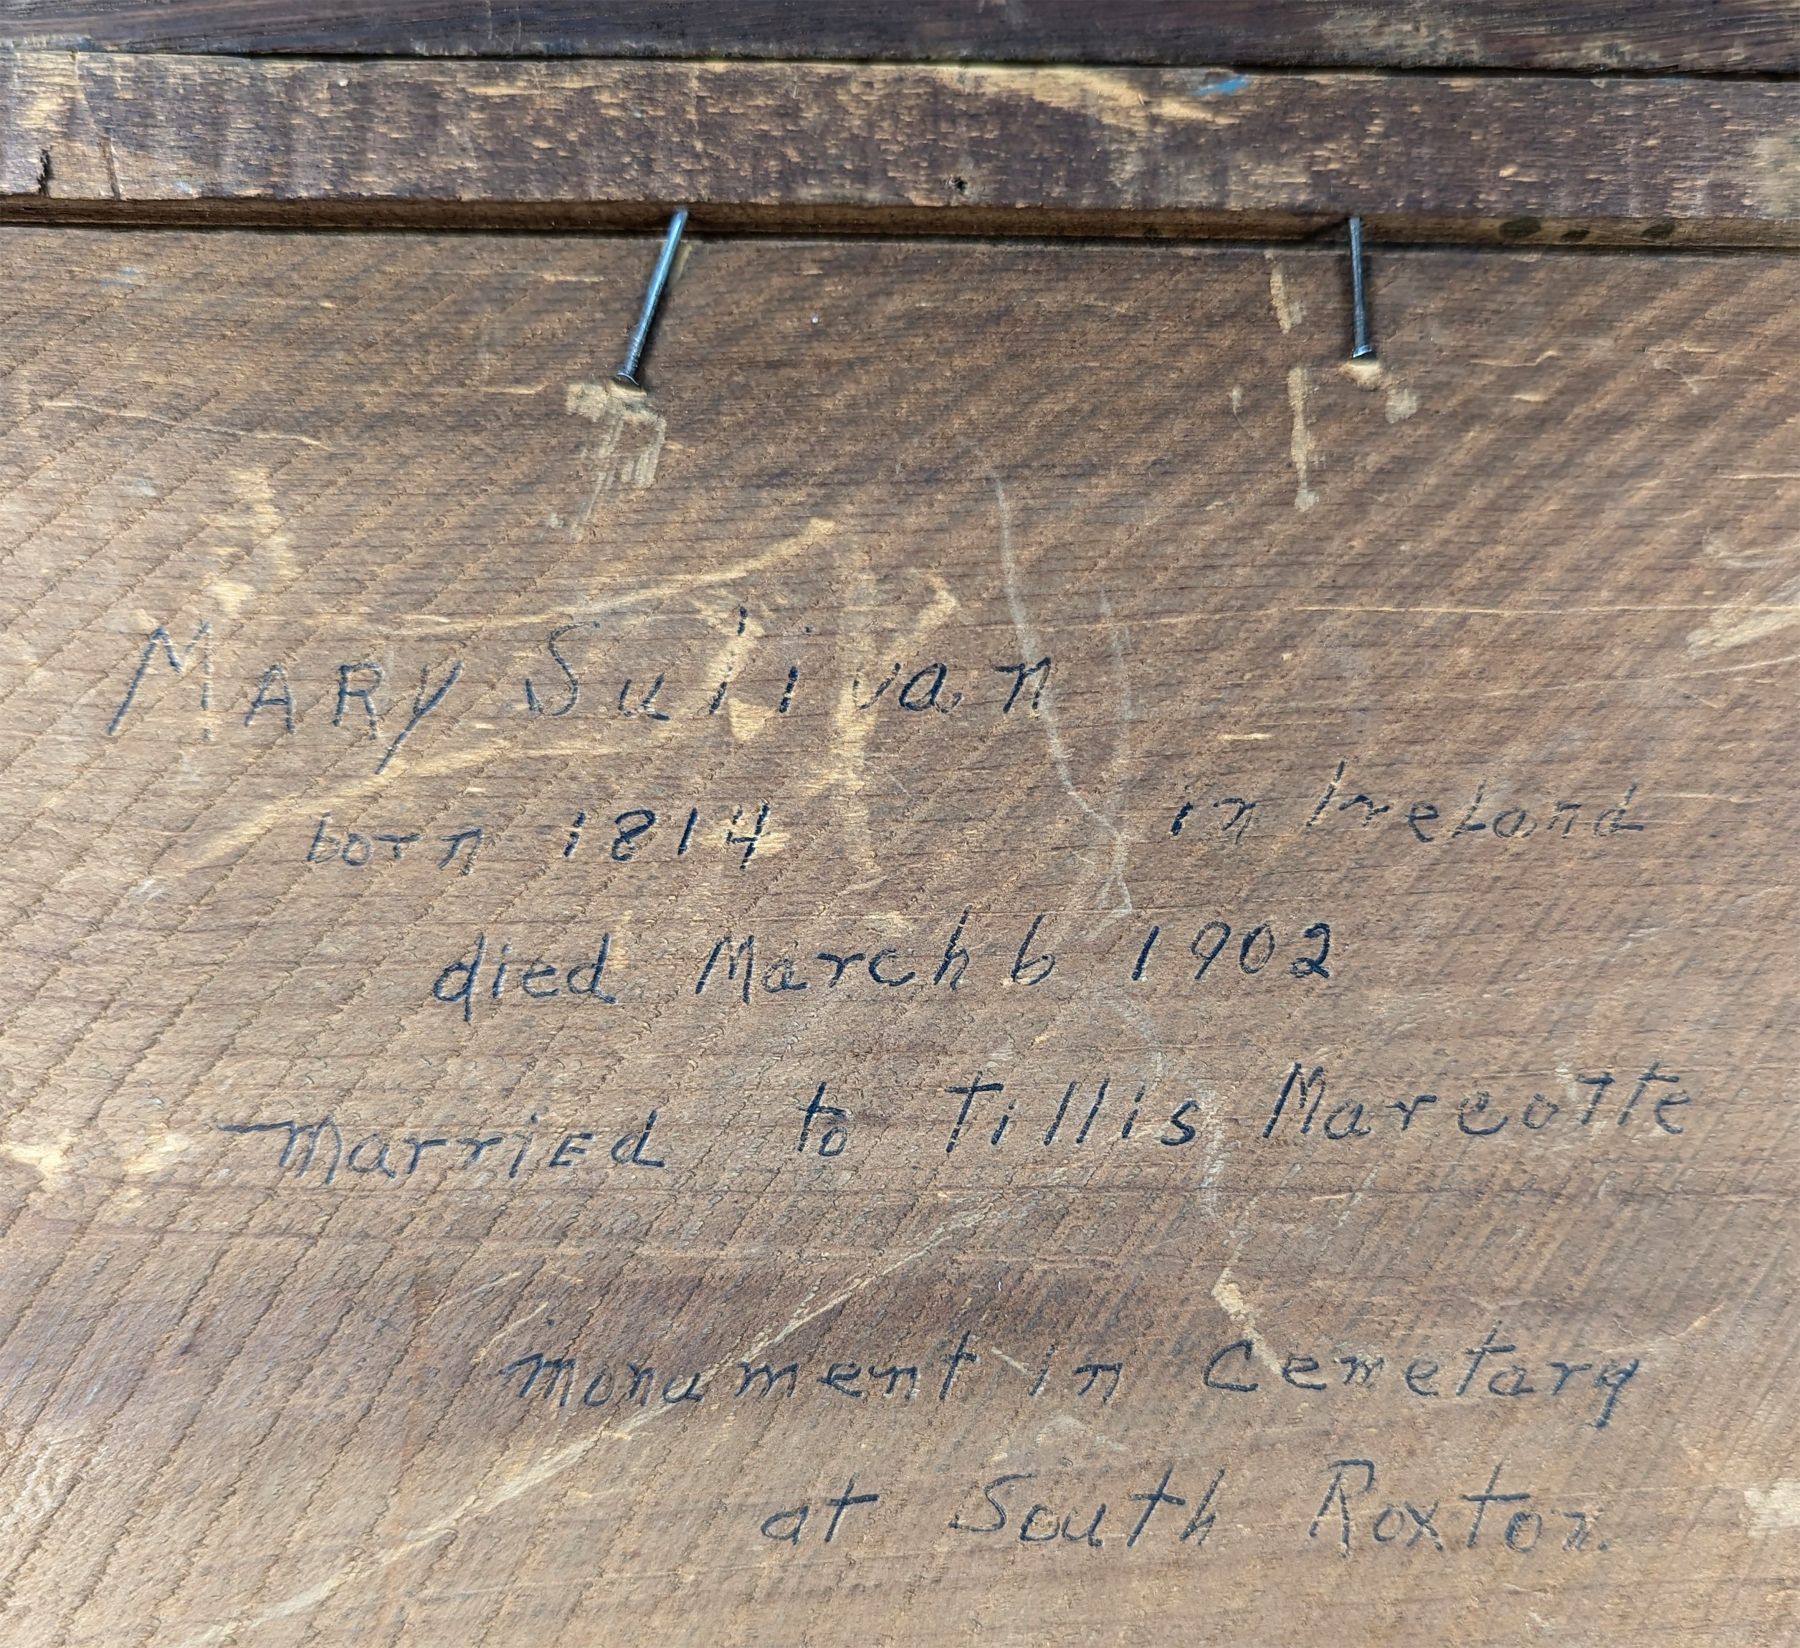 MARY Sulivan
born 1814 in Ireland
died March 6 1902
Married to Tillis Marcotte
monument in Cemetary
at South Roxton.